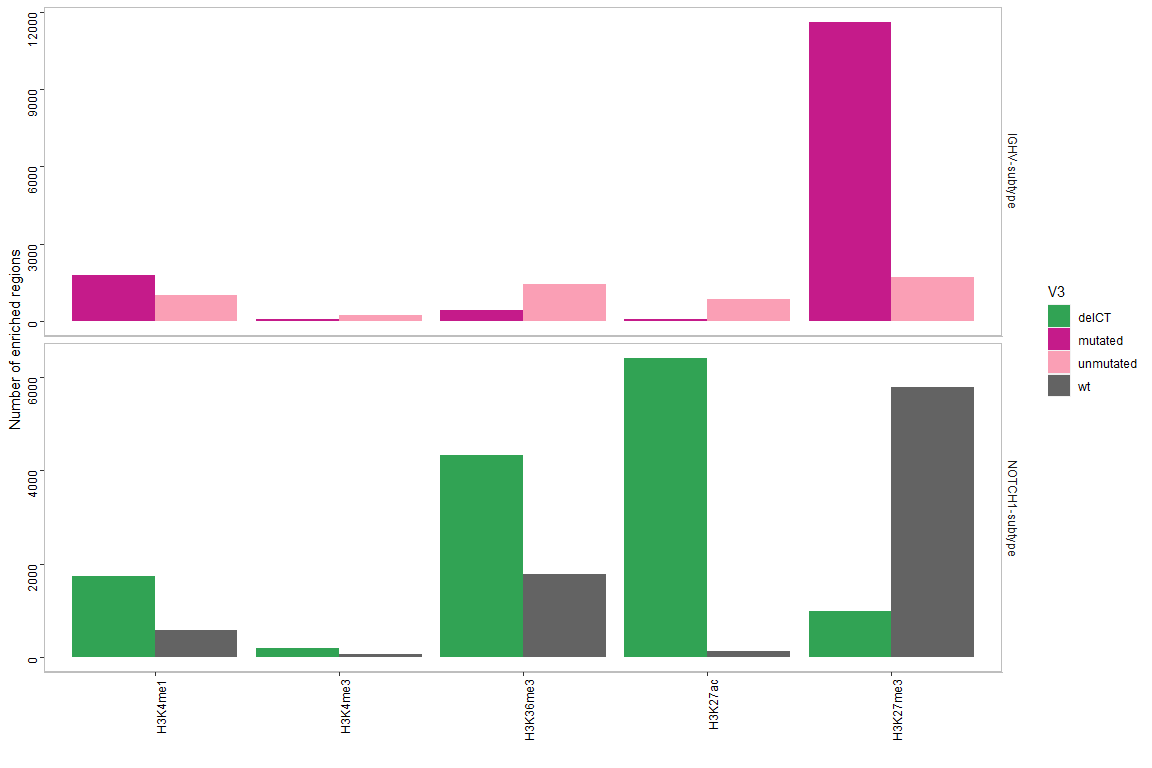 Number of enriched regions
12000
9000
6000
3000
0
IGHV-subtype
6000
4000
2000
0
NOTCH1-subtype
H3K4me1
H3K4me3
H3K36me3
H3K27ac
H3K27me3
V3
delCT
mutated
unmutated
wt